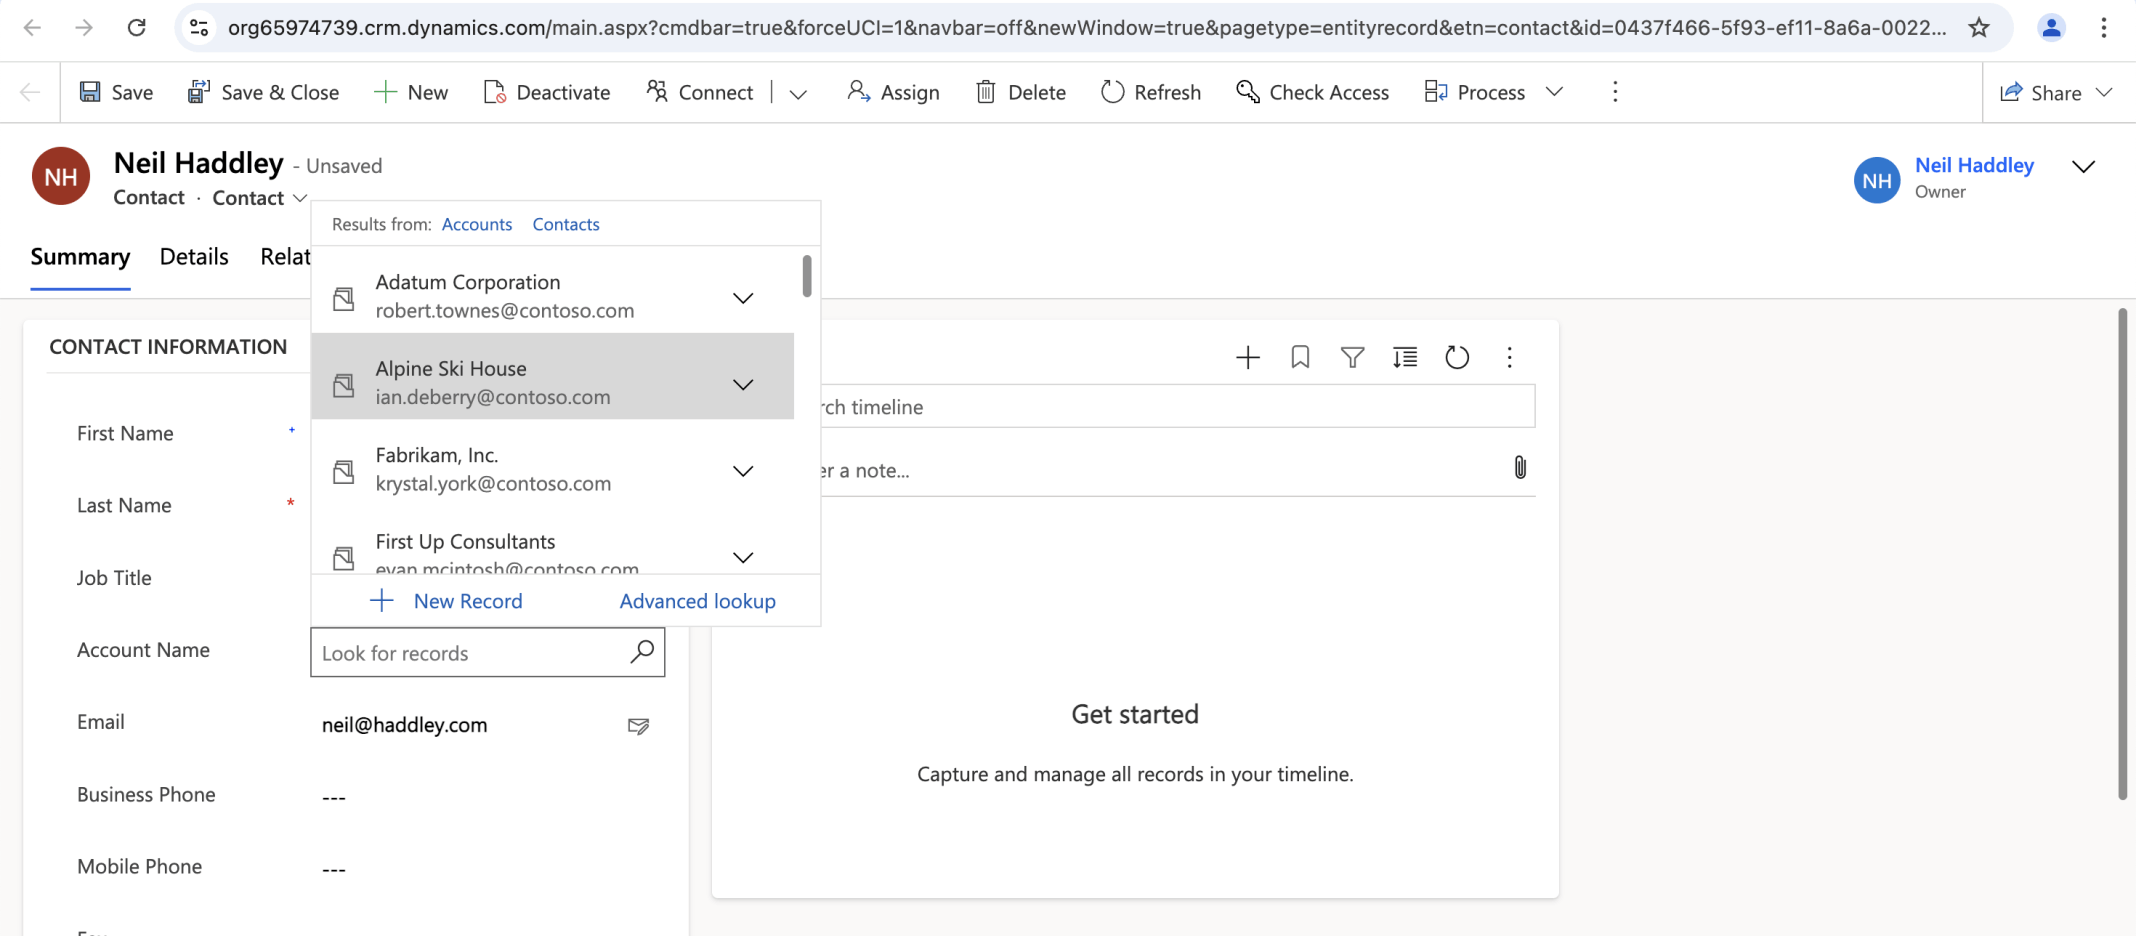 org65974739.crm.dynamics.com/main.aspx?cmdbar=true&forceUCI=1&navbar=off&newWindow=true&pagetype=entityrecord&etn=contact&id=0437f466-5f93-ef11-8a6a-0022...
Save Save & Close New Deactivate Connect Assign Delete Refresh Check Access Process Share
NH Neil Haddley - Unsaved
Contact · Contact
NH Neil Haddley
Owner
Summary Details Relat
Results from: Accounts Contacts
Adatum Corporation
robert.townes@contoso.com
Alpine Ski House
ian.deberry@contoso.com
Fabrikam, Inc.
krystal.york@contoso.com
First Up Consultants
evan.mcintosh@contoso.com
New Record Advanced lookup
CONTACT INFORMATION
First Name +
Last Name *
Job Title
Account Name Look for records
Email neil@haddley.com
Business Phone ---
Mobile Phone ---
rch timeline
er a note...
Get started
Capture and manage all records in your timeline.